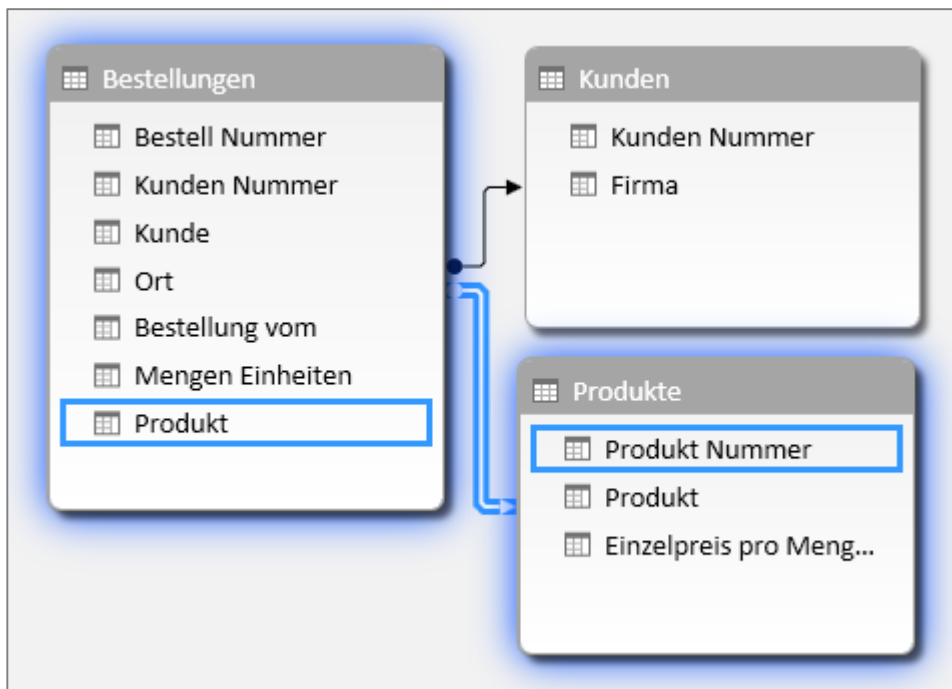 Bestellungen
Bestell Nummer
Kunden Nummer
Kunde
Ort
Bestellung vom
Mengen Einheiten
Produkt
Kunden
Kunden Nummer
Firma
Produkte
Produkt Nummer
Produkt
Einzelpreis pro Meng...